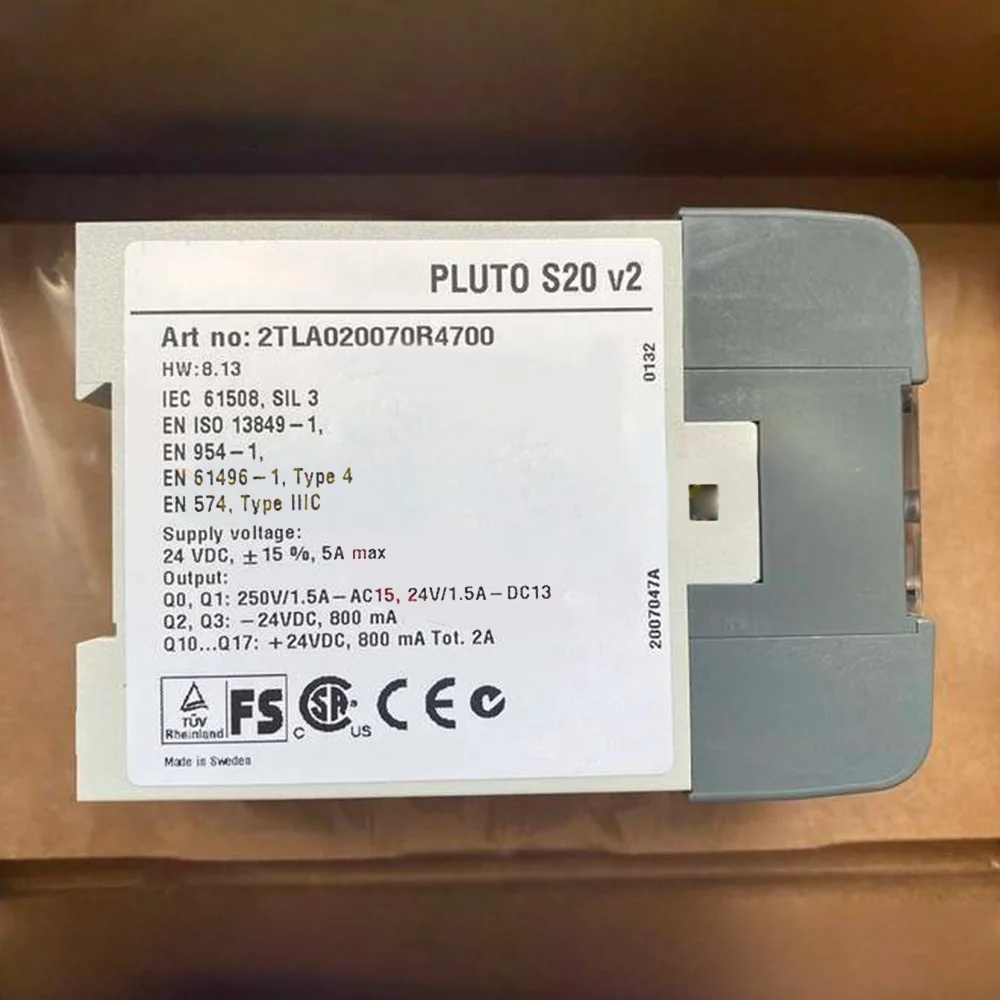 PLUTO S20 v2
Art no: 2TLA020070R4700
HW:8.13
IEC 61508, SIL 3
EN ISO 13849-1,
EN 954-1,
EN 61496-1, Type 4
EN 574, Type IIIC
Supply voltage:
24 VDC, ±15 %, 5A max
Output:
Q0, Q1: 250V/1.5A-AC15, 24V/1.5A-DC13
Q2, Q3: -24VDC, 800 mA
Q10...Q17: +24VDC, 800 mA Tot. 2A
0132
2007047A
TÜV
Rheinland
FS
C SA US
CE
Made in Sweden